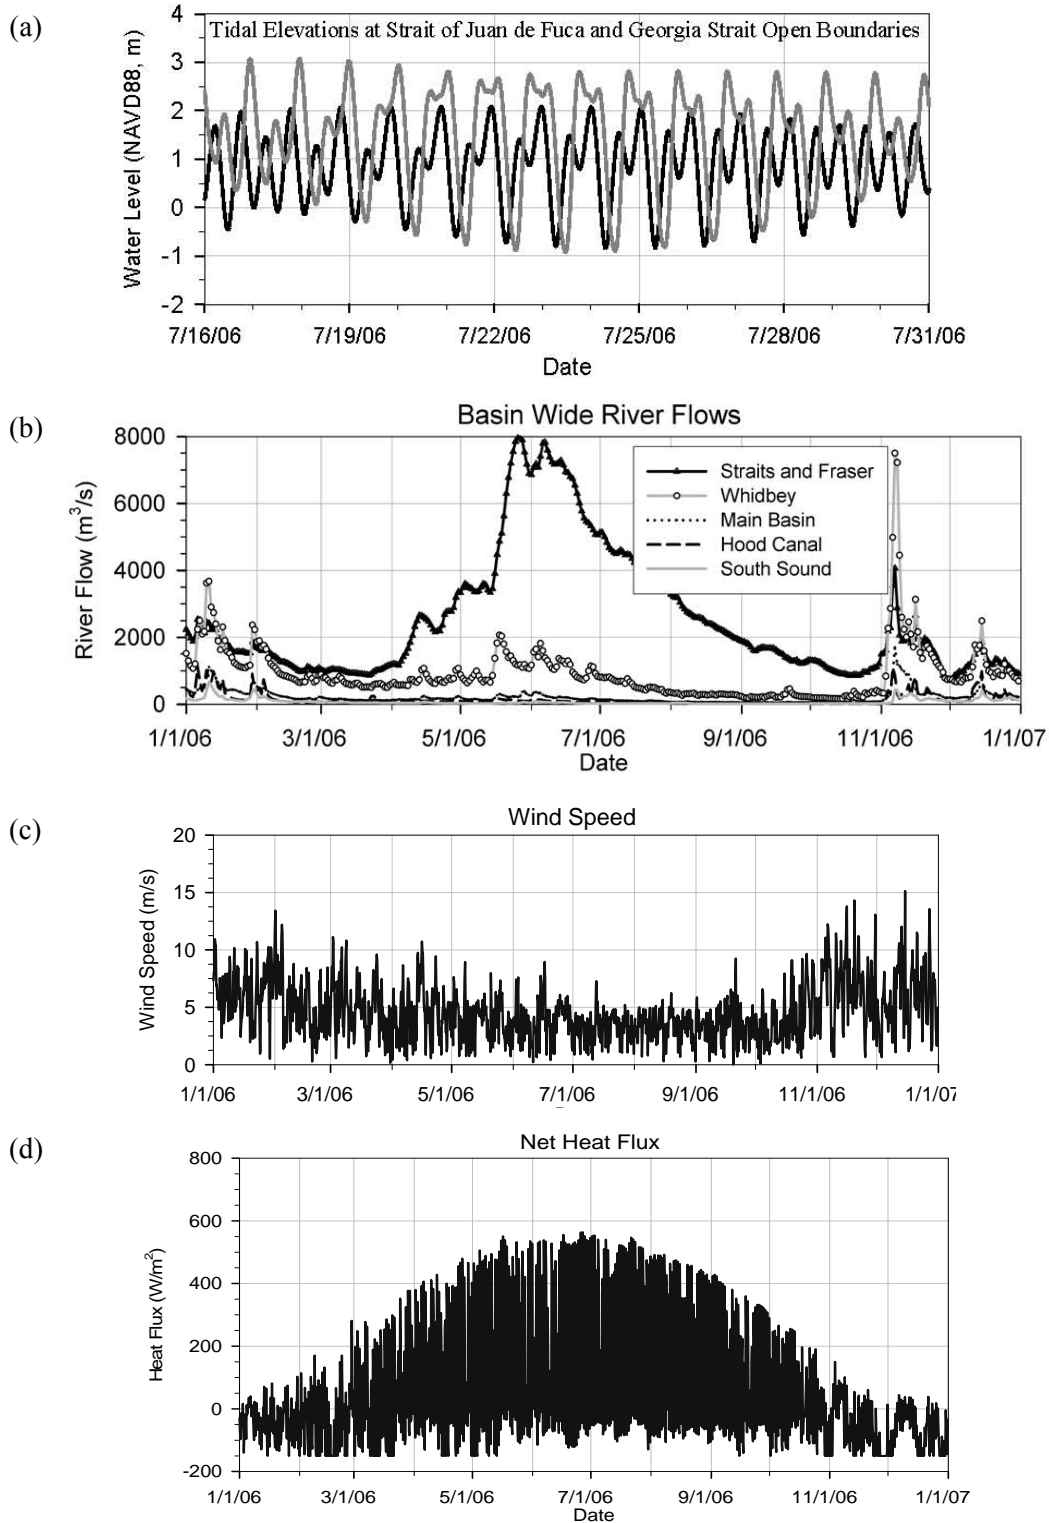 (a)
Tidal Elevations at Strait of Juan de Fuca and Georgia Strait Open Boundaries
Water Level (NAVD88, m)
4
3
2
1
0
-1
-2
7/16/06 7/19/06 7/22/06 7/25/06 7/28/06 7/31/06
Date
(b)
Basin Wide River Flows
River Flow (m³/s)
8000
6000
4000
2000
0
Straits and Fraser
Whidbey
Main Basin
Hood Canal
South Sound
1/1/06 3/1/06 5/1/06 7/1/06 9/1/06 11/1/06 1/1/07
Date
(c)
Wind Speed
Wind Speed (m/s)
20
15
10
5
0
1/1/06 3/1/06 5/1/06 7/1/06 9/1/06 11/1/06 1/1/07
(d)
Net Heat Flux
Heat Flux (W/m²)
800
600
400
200
0
-200
1/1/06 3/1/06 5/1/06 7/1/06 9/1/06 11/1/06 1/1/07
Date